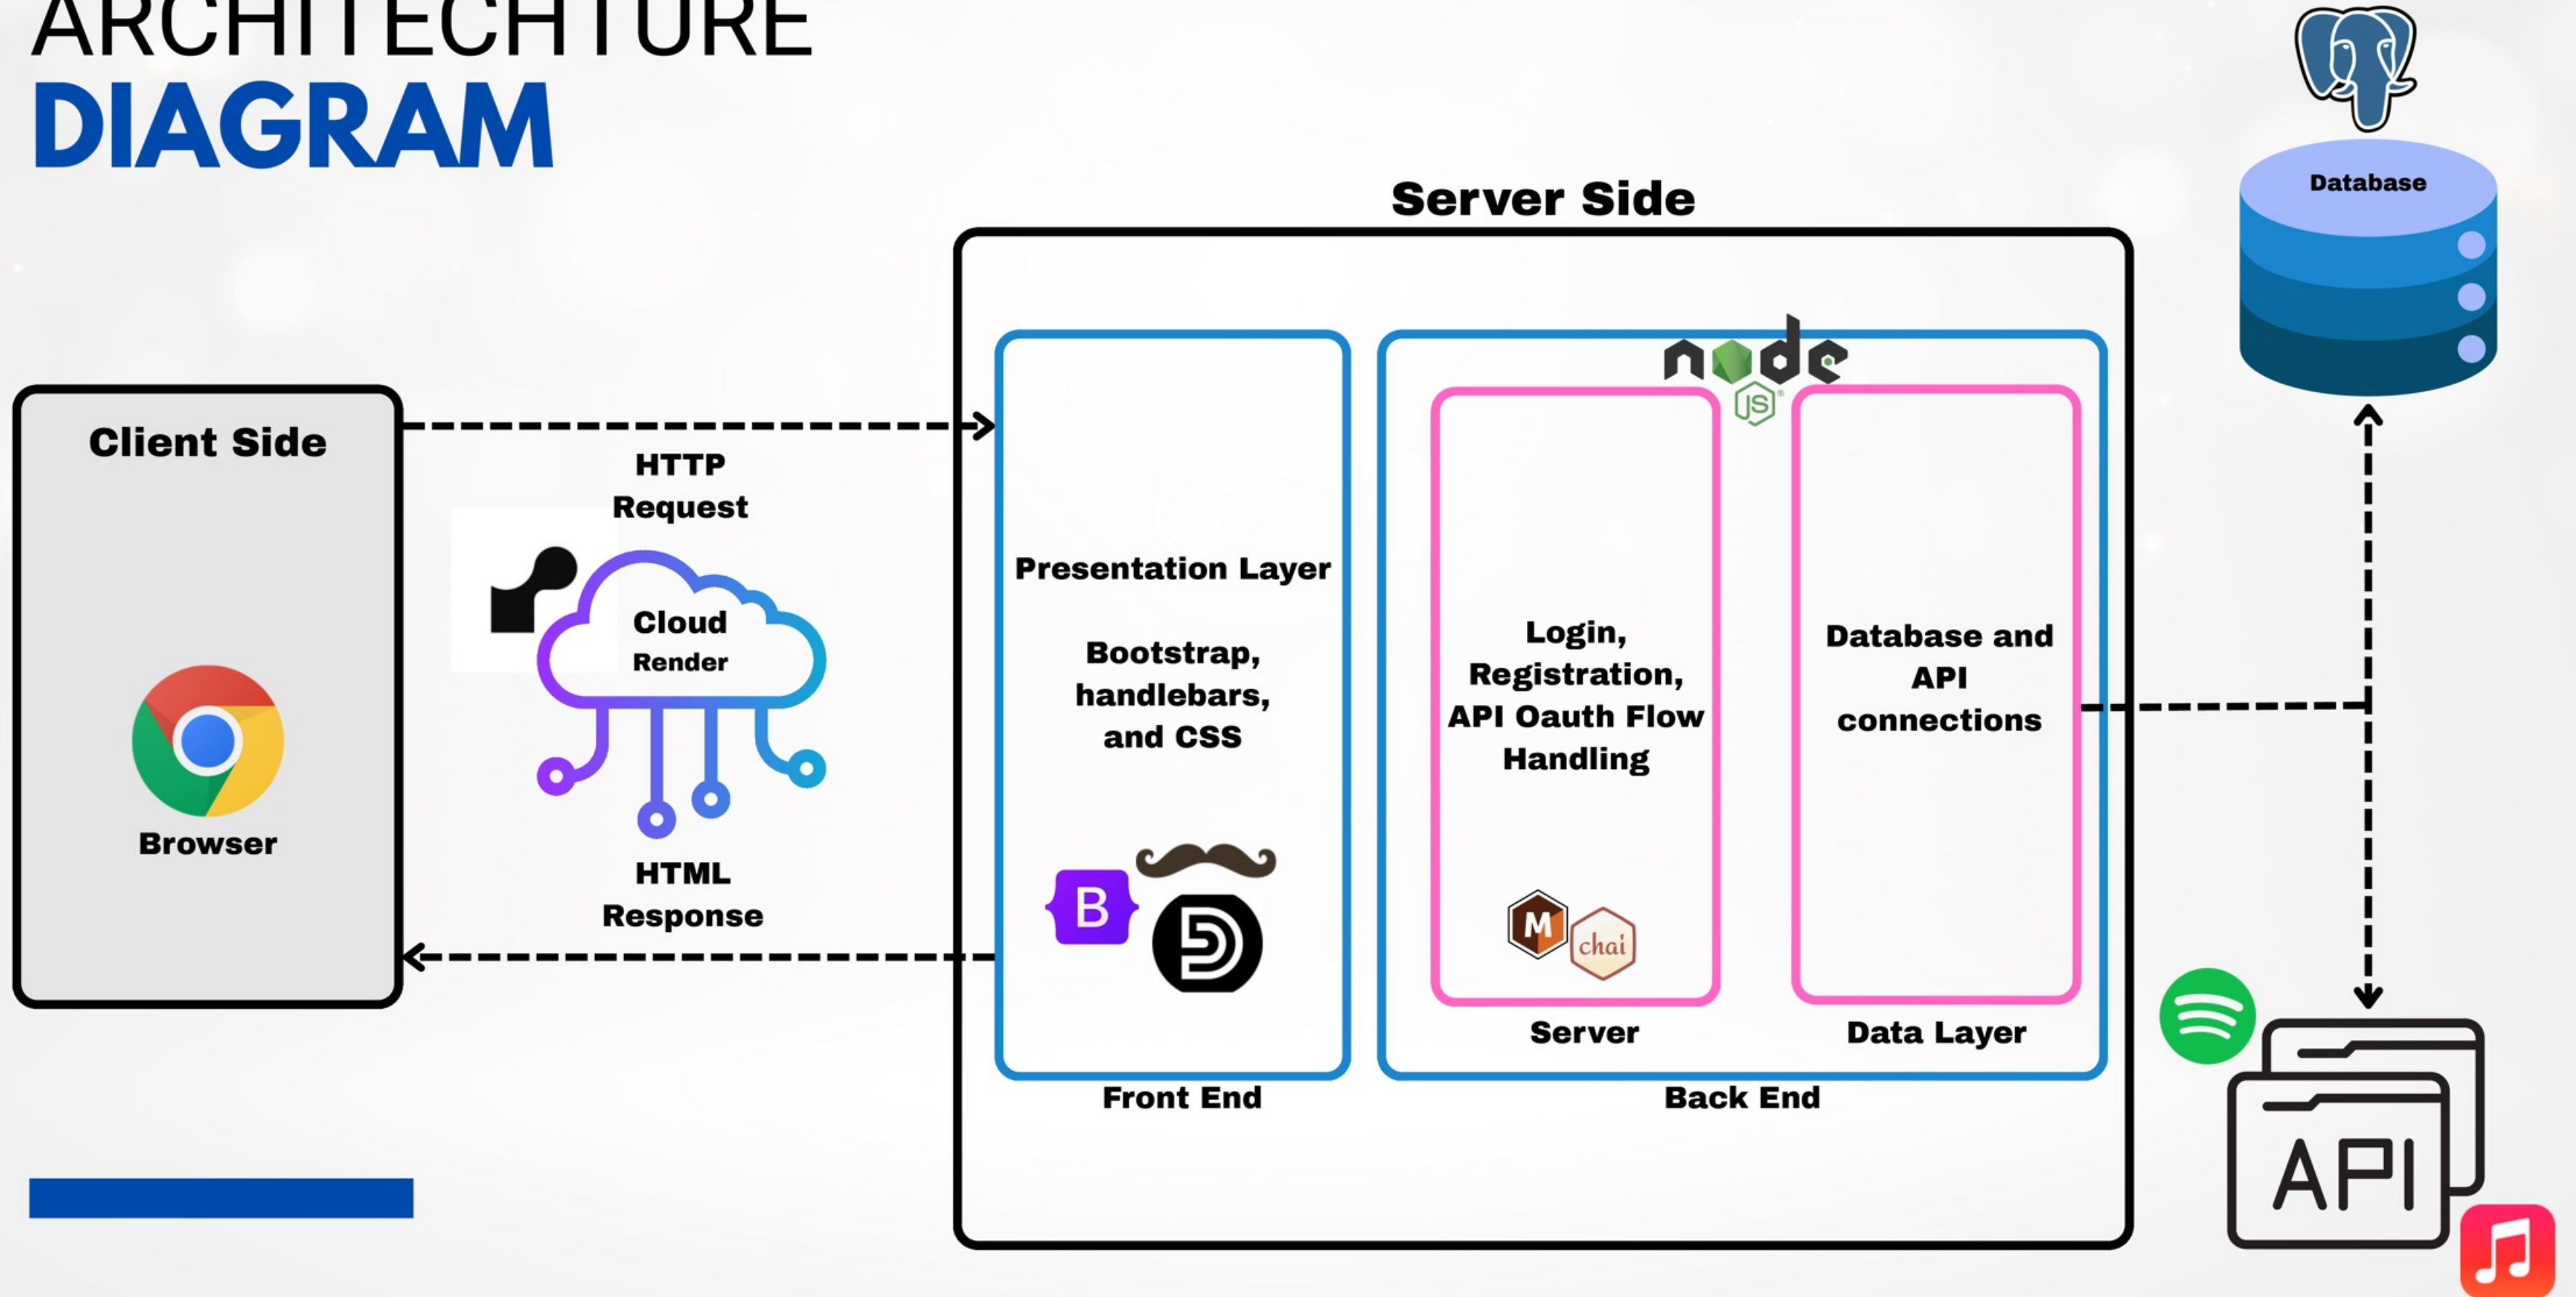 ARCHITECHTURE
DIAGRAM
Client Side
Browser
HTTP
Request
Cloud
Render
HTML
Response
Server Side
Presentation Layer
Bootstrap,
handlebars,
and CSS
B
Front End
node
JS
Login,
Registration,
API Oauth Flow
Handling
M
chai
Server
Database and
API
connections
Data Layer
Back End
Database
API